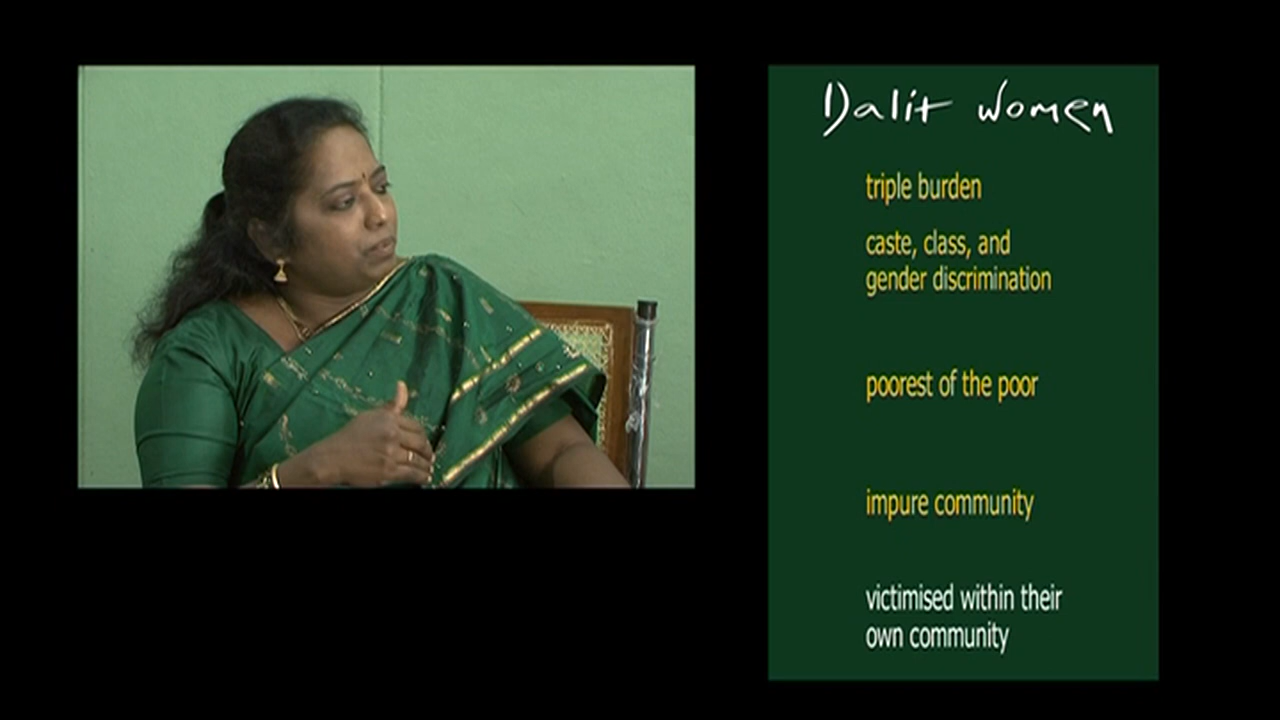 Dalit women
triple burden
caste, class, and
gender discrimination
poorest of the poor
impure community
victimised within their
own community